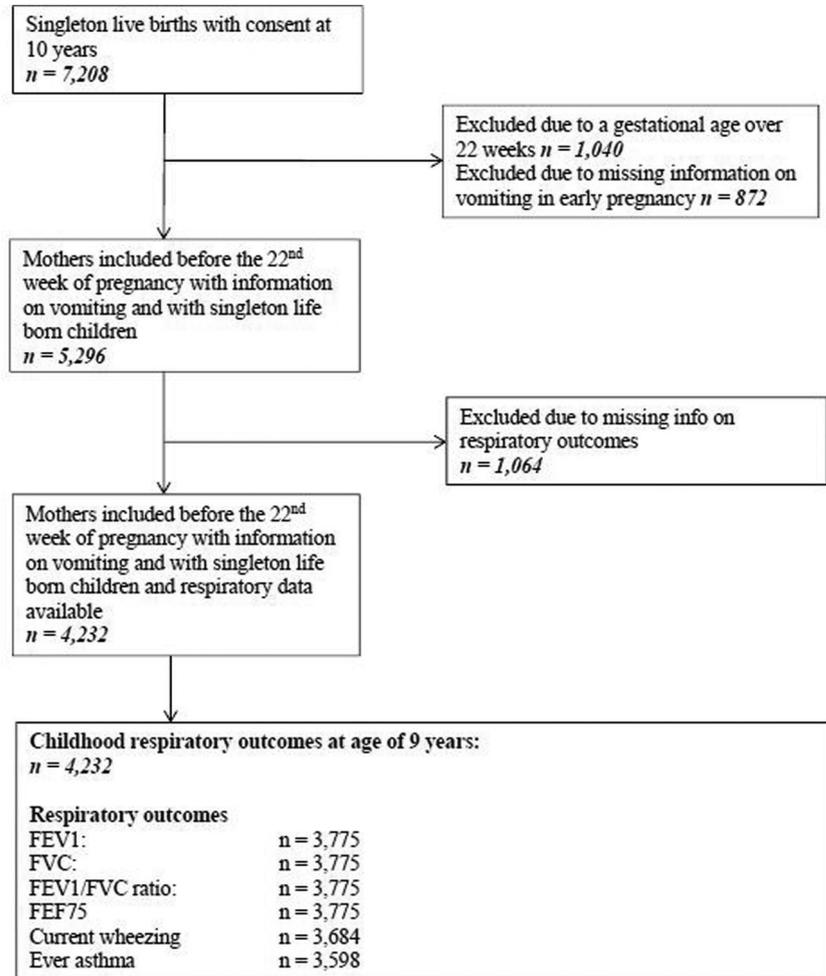 Singleton live births with consent at
10 years
n = 7,208
Excluded due to a gestational age over
22 weeks n = 1,040
Excluded due to missing information on
vomiting in early pregnancy n = 872
Mothers included before the 22nd
week of pregnancy with information
on vomiting and with singleton life
born children
n = 5,296
Excluded due to missing info on
respiratory outcomes
n = 1,064
Mothers included before the 22nd
week of pregnancy with information
on vomiting and with singleton life
born children and respiratory data
available
n = 4,232
Childhood respiratory outcomes at age of 9 years:
n = 4,232
Respiratory outcomes
FEV1: n = 3,775
FVC: n = 3,775
FEV1/FVC ratio: n = 3,775
FEF75 n = 3,775
Current wheezing n = 3,684
Ever asthma n = 3,598